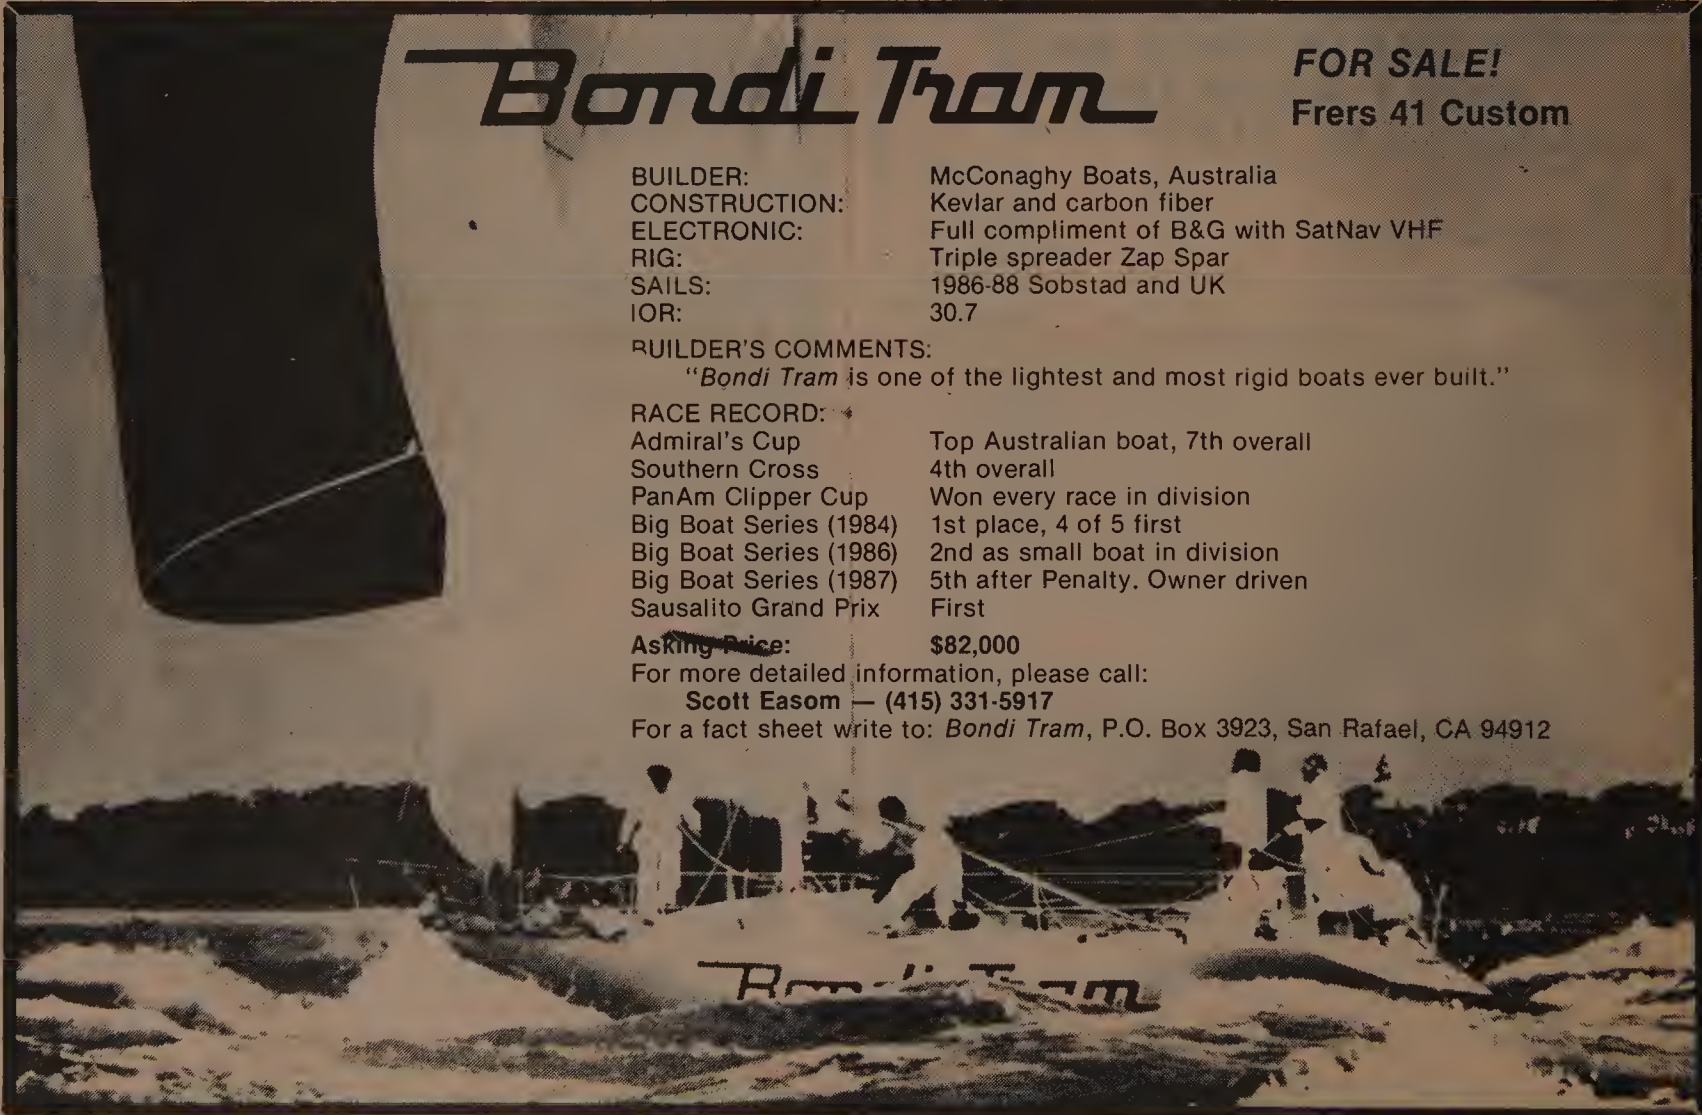 Bondi Tram
FOR SALE!
Frers 41 Custom
BUILDER: McConaghy Boats, Australia
CONSTRUCTION: Kevlar and carbon fiber
ELECTRONIC: Full compliment of B&G with SatNav VHF
RIG: Triple spreader Zap Spar
SAILS: 1986-88 Sobstad and UK
IOR: 30.7
BUILDER'S COMMENTS:
"Bondi Tram is one of the lightest and most rigid boats ever built."
RACE RECORD:
Admiral's Cup Top Australian boat, 7th overall
Southern Cross 4th overall
PanAm Clipper Cup Won every race in division
Big Boat Series (1984) 1st place, 4 of 5 first
Big Boat Series (1986) 2nd as small boat in division
Big Boat Series (1987) 5th after Penalty. Owner driven
Sausalito Grand Prix First
Asking Price: $82,000
For more detailed information, please call:
Scott Easom — (415) 331-5917
For a fact sheet write to: Bondi Tram, P.O. Box 3923, San Rafael, CA 94912
Bondi Tram